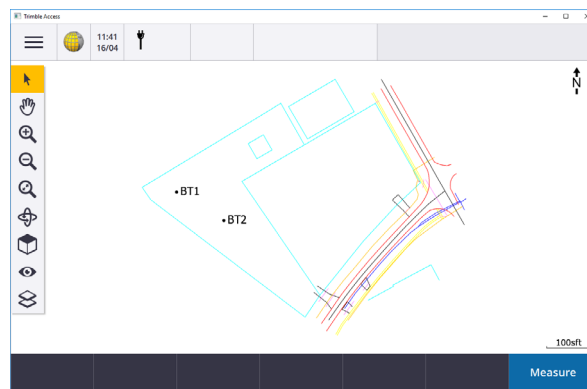 Trimble Access
11:41
16/04
N
BT1
BT2
100sft
Measure